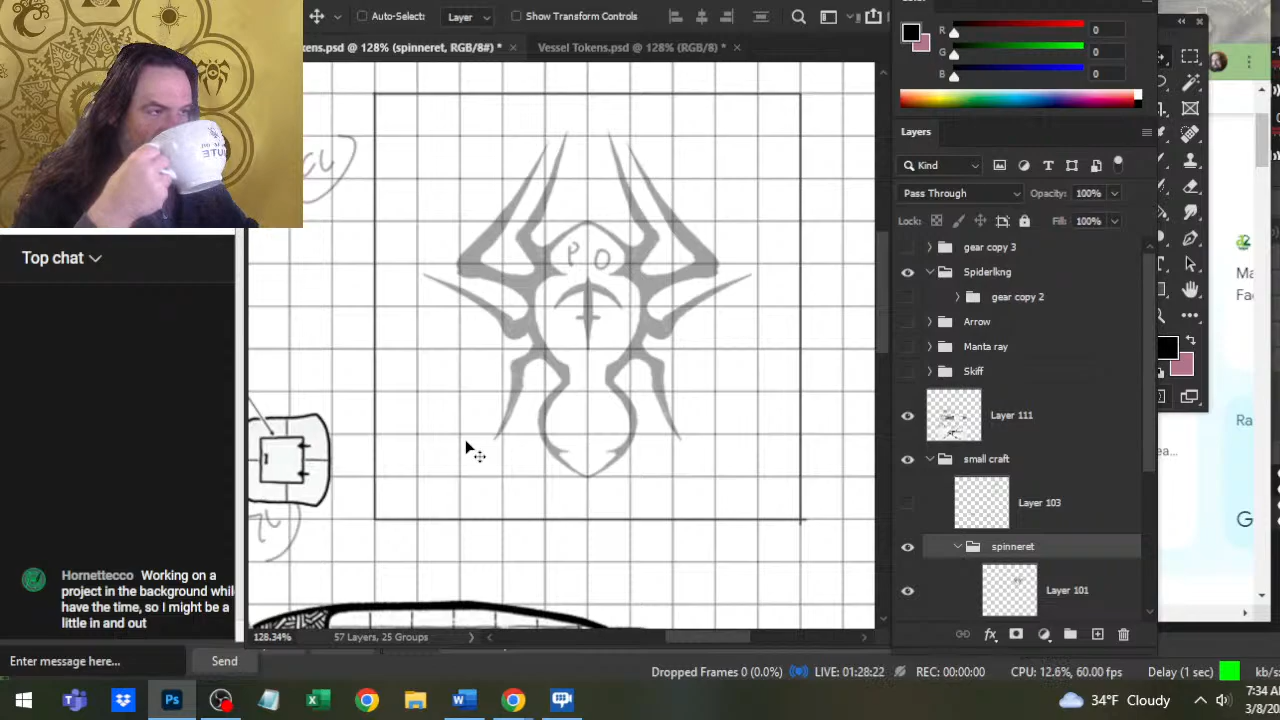 Auto-Select:
Layer
Show Transform Controls
kens.psd @ 128% (spinneret, RGB/8#) *
Vessel Tokens.psd @ 128% (RGB/8) *
R 0
G 0
B 0
Layers
Kind
Pass Through
Opacity: 100%
Lock:
Fill: 100%
gear copy 3
Spiderlkng
gear copy 2
Arrow
Manta ray
Skiff
Layer 111
small craft
Layer 103
spinneret
Layer 101
P O
Top chat
Hornettecco Working on a
project in the background while
have the time, so I might be a
little in and out
Enter message here...
Send
128.34%
57 Layers, 25 Groups
Dropped Frames 0 (0.0%)
LIVE: 01:28:22
REC: 00:00:00
CPU: 12.6%, 60.00 fps
Delay (1 sec)
kb/s
34°F Cloudy
7:34 A
3/8/20